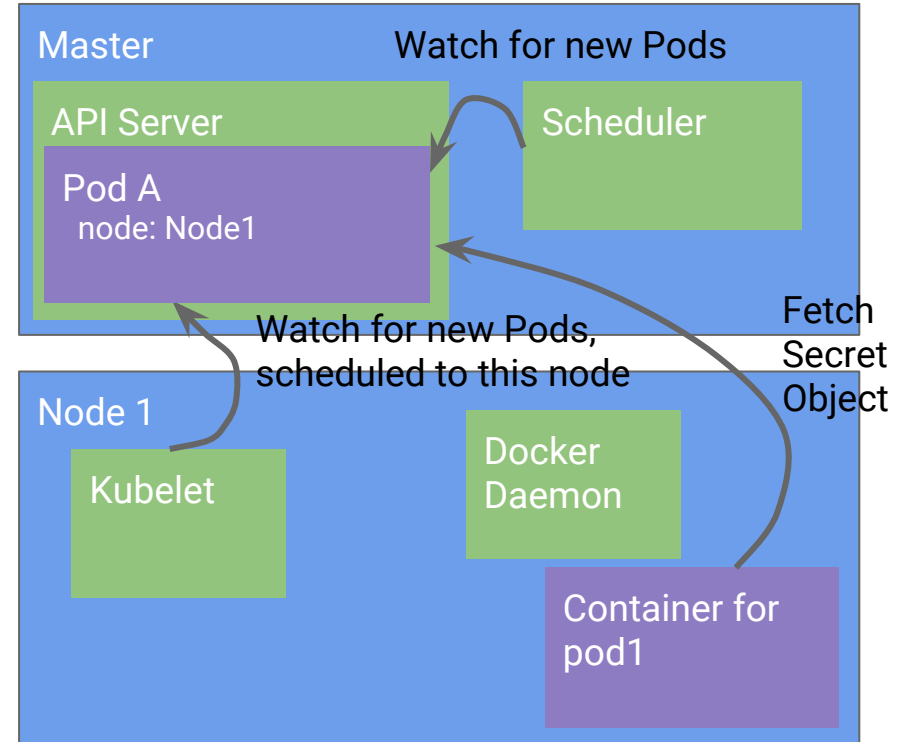 Master
Watch for new Pods
API Server
Scheduler
Pod A
node: Node1
Watch for new Pods,
scheduled to this node
Fetch
Secret
Object
Node 1
Kubelet
Docker
Daemon
Container for
pod1